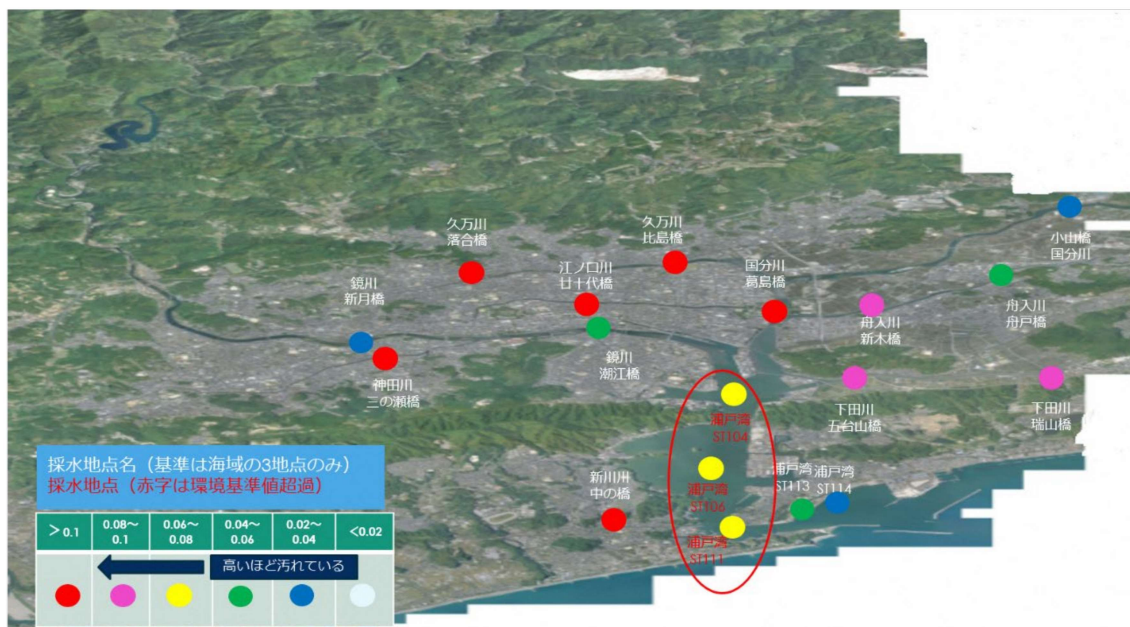 久万川
落合橋
久万川
比島橋
小山橋
国分川
鏡川
新月橋
江ノ口川
廿十代橋
国分川
葛島橋
舟入川
新木橋
舟入川
舟戸橋
鏡川
潮江橋
神田川
三の瀬橋
下田川
五台山橋
下田川
瑞山橋
浦戸湾
ST104
浦戸湾
ST106
浦戸湾
ST111
新川川
中の橋
浦戸湾
ST113
浦戸湾
ST114
採水地点名（基準は海域の3地点のみ）
採水地点（赤字は環境基準値超過）
＞0.1
0.08～
0.1
0.06～
0.08
0.04～
0.06
0.02～
0.04
<0.02
高いほど汚れている